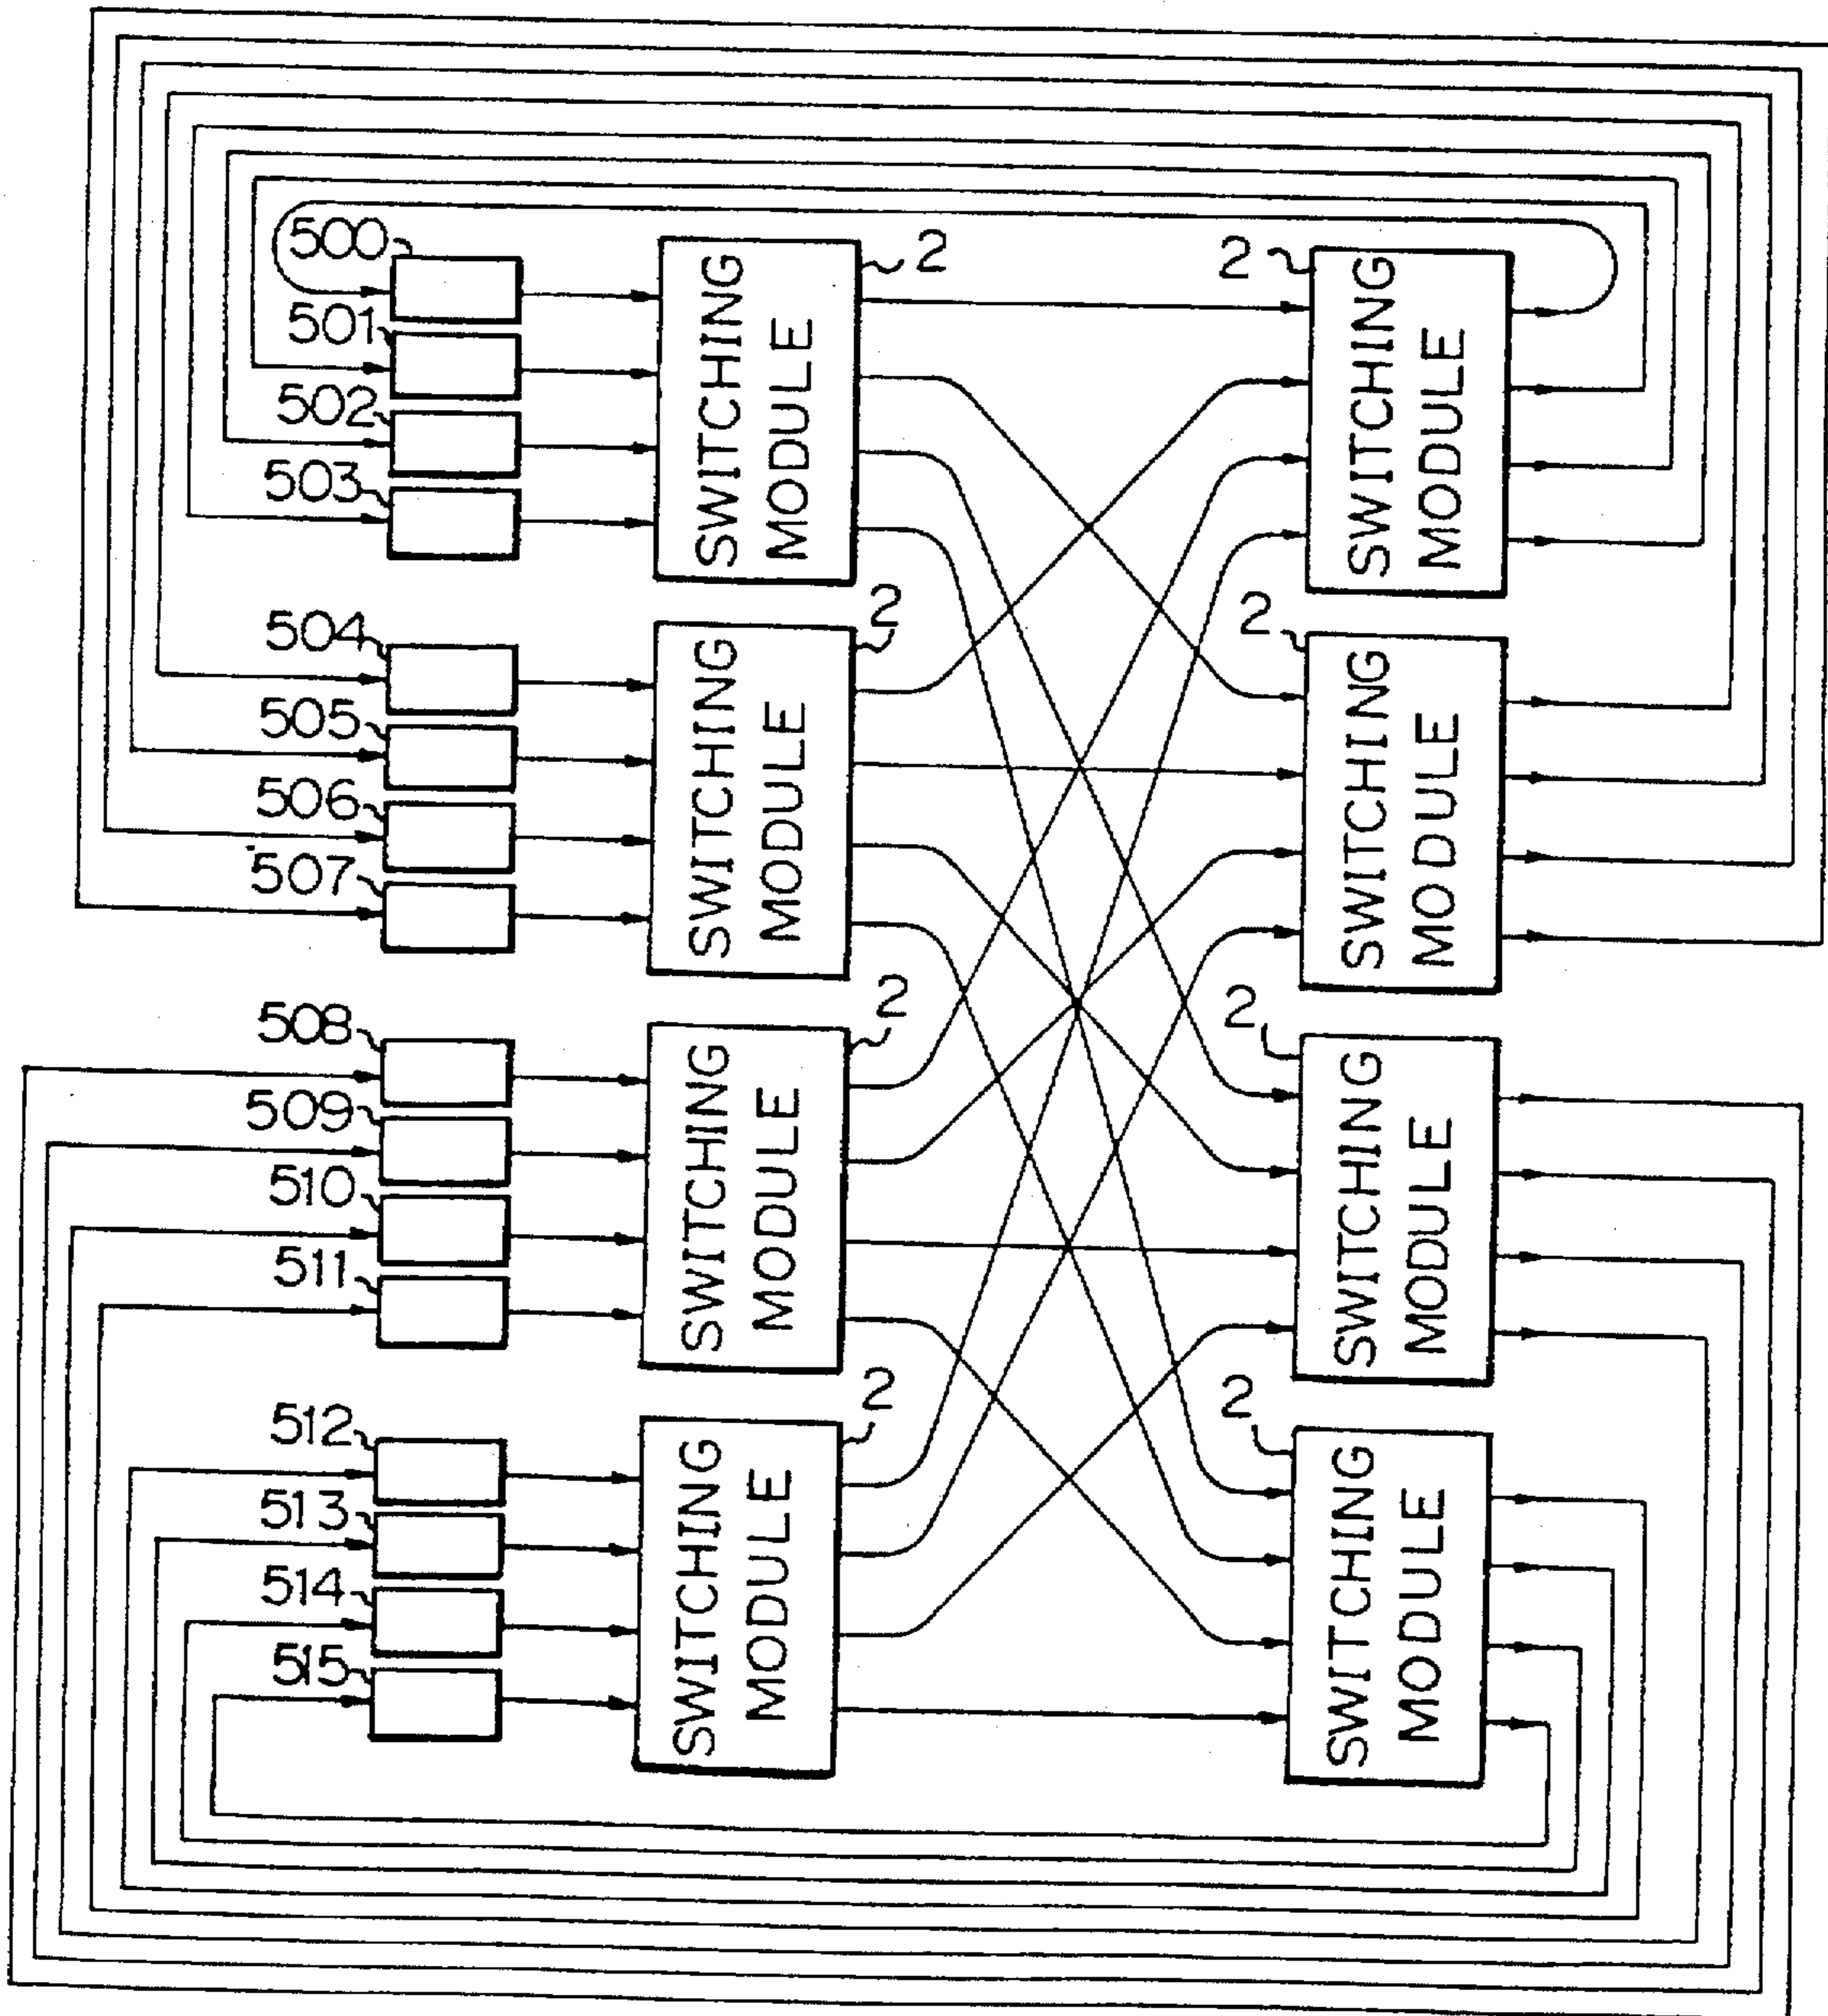 500
501
502
503
SWITCHING
MODULE
2
2
SWITCHING
MODULE
504
505
506
507
SWITCHING
MODULE
2
2
SWITCHING
MODULE
508
509
510
511
SWITCHING
MODULE
2
2
SWITCHING
MODULE
512
513
514
515
SWITCHING
MODULE
2
2
SWITCHING
MODULE